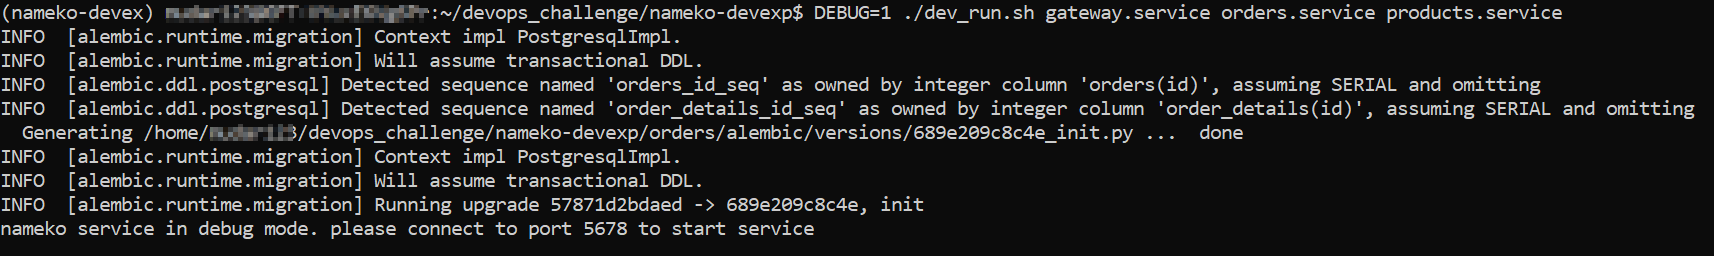 (nameko-devex) :~/devops_challenge/nameko-devexp$ DEBUG=1 ./dev_run.sh gateway.service orders.service products.service
INFO  [alembic.runtime.migration] Context impl PostgresqlImpl.
INFO  [alembic.runtime.migration] Will assume transactional DDL.
INFO  [alembic.ddl.postgresql] Detected sequence named 'orders_id_seq' as owned by integer column 'orders(id)', assuming SERIAL and omitting
INFO  [alembic.ddl.postgresql] Detected sequence named 'order_details_id_seq' as owned by integer column 'order_details(id)', assuming SERIAL and omitting
  Generating /home/ /devops_challenge/nameko-devexp/orders/alembic/versions/689e209c8c4e_init.py ...  done
INFO  [alembic.runtime.migration] Context impl PostgresqlImpl.
INFO  [alembic.runtime.migration] Will assume transactional DDL.
INFO  [alembic.runtime.migration] Running upgrade 57871d2bdaed -> 689e209c8c4e, init
nameko service in debug mode. please connect to port 5678 to start service